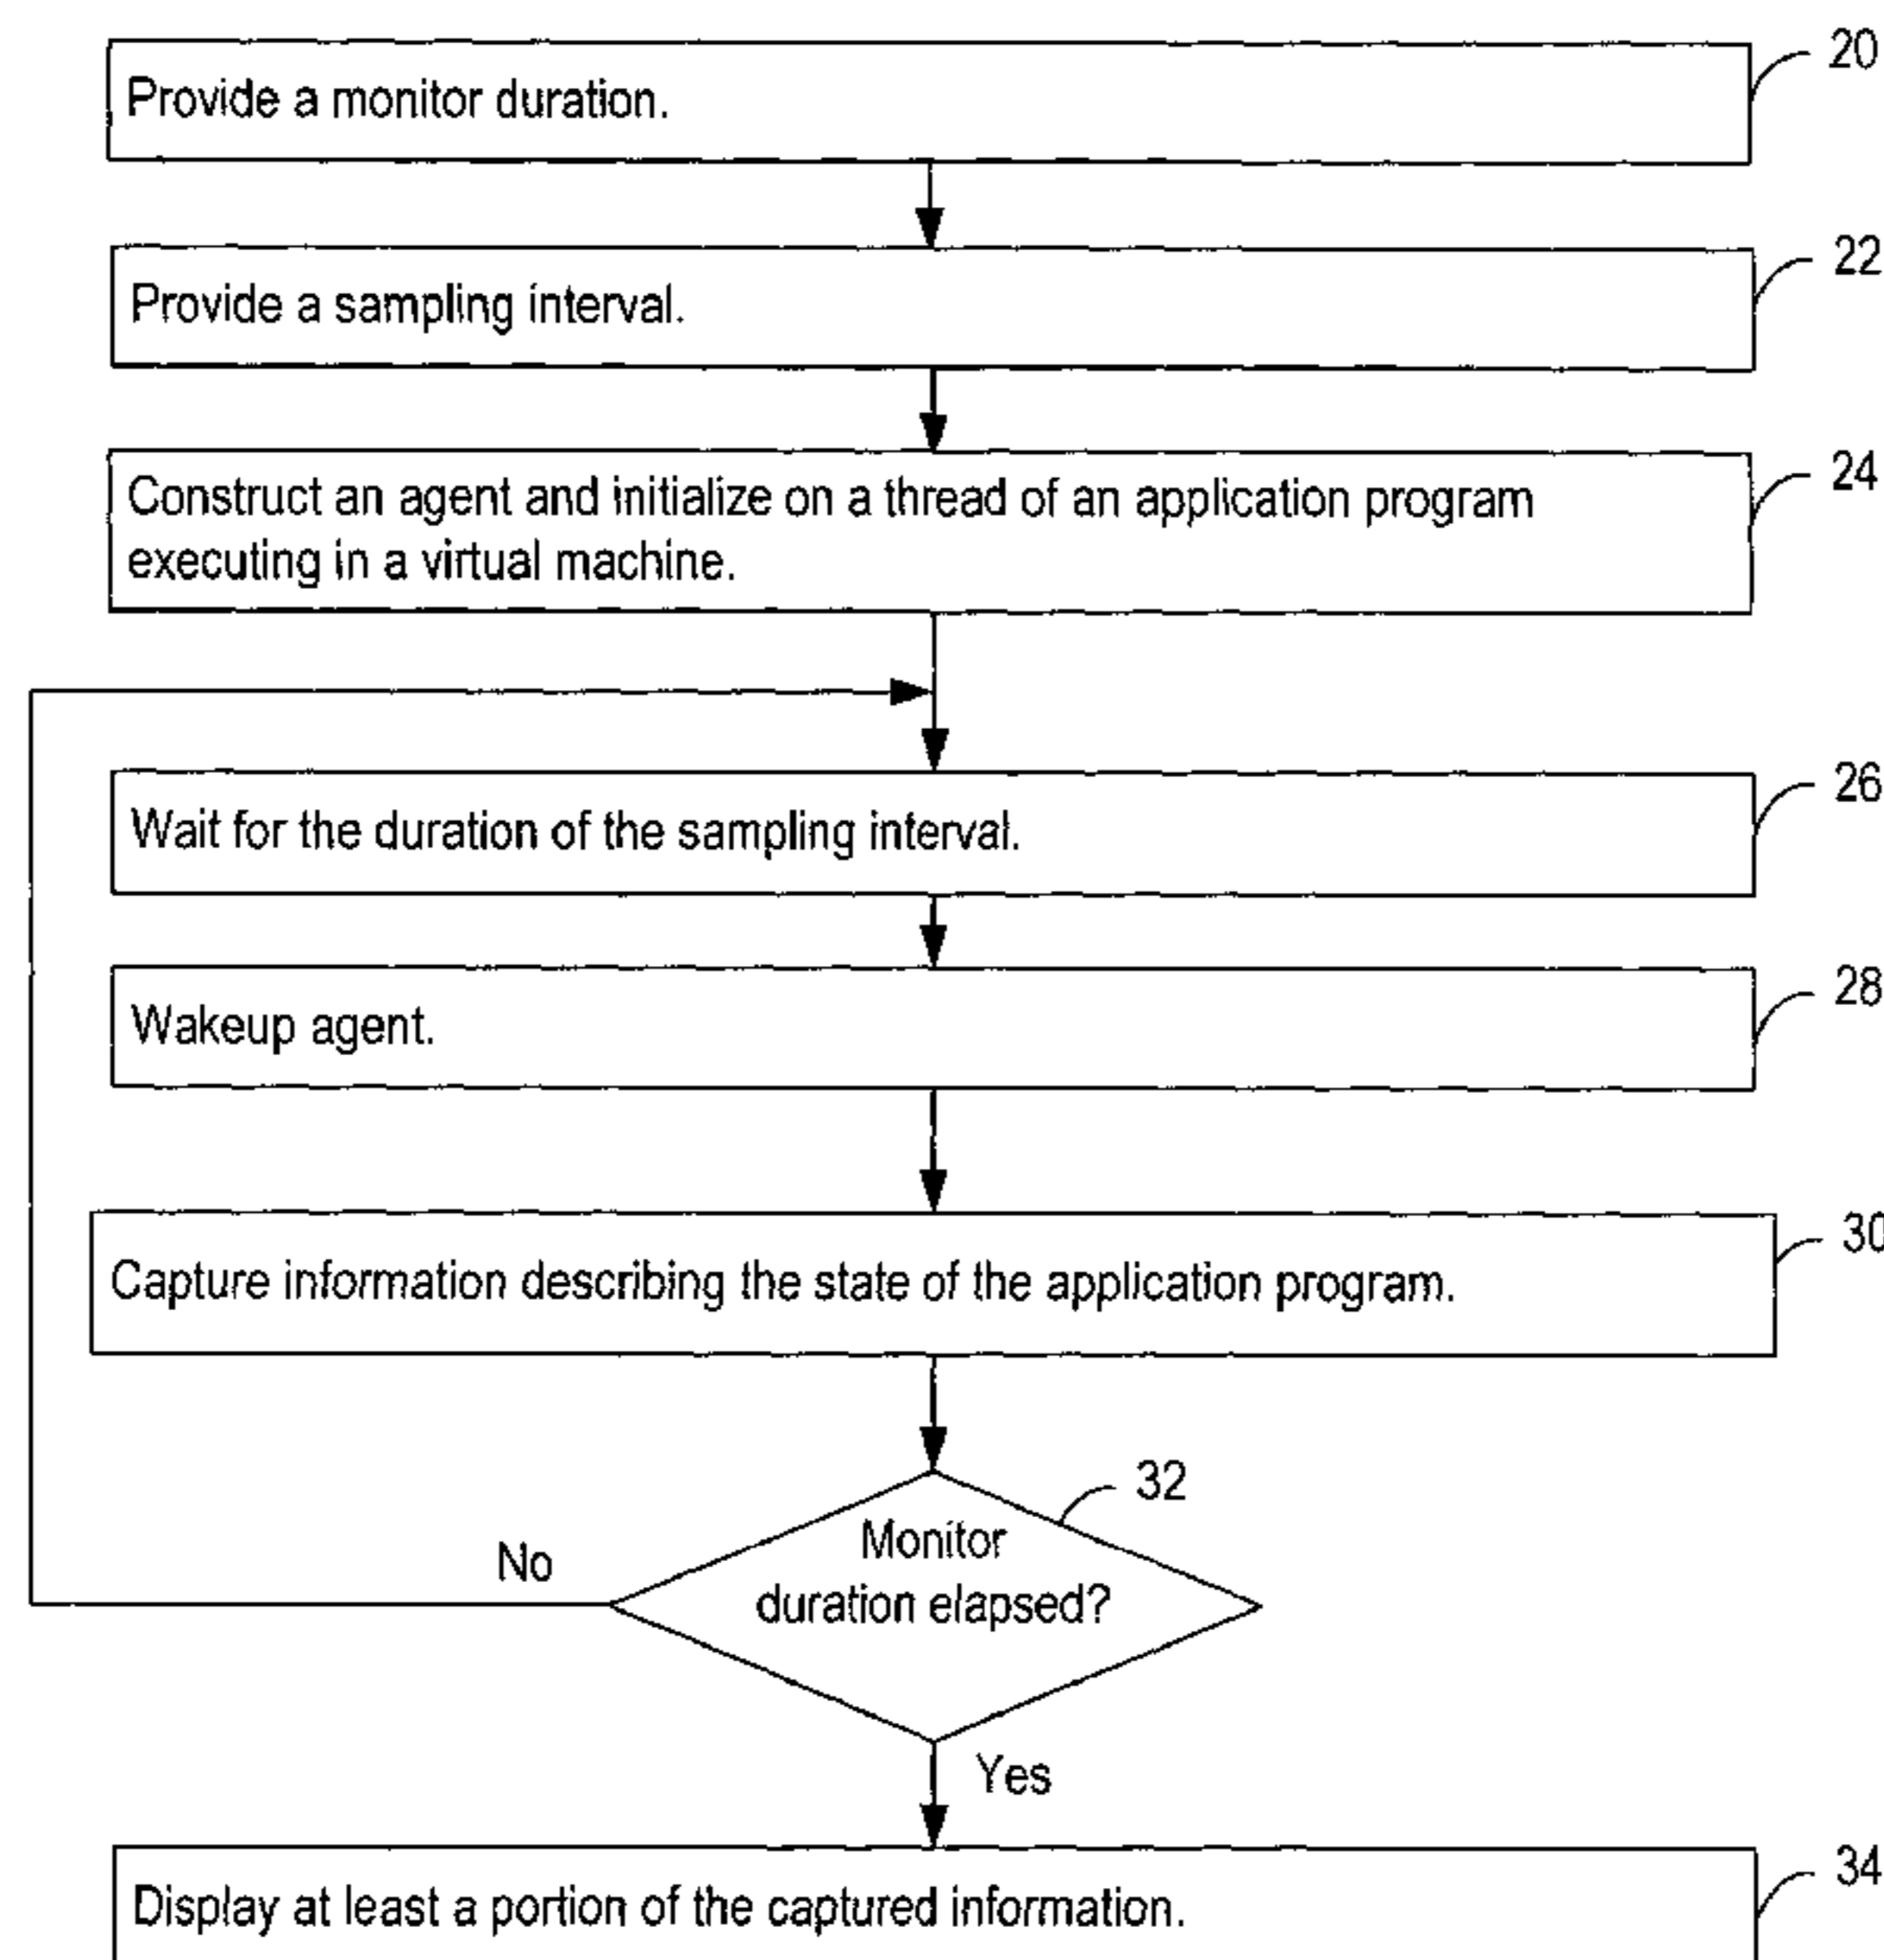 20
Provide a monitor duration.
22
Provide a sampling interval.
24
Construct an agent and initialize on a thread of an application program
executing in a virtual machine.
26
Wait for the duration of the sampling interval.
28
Wakeup agent.
30
Capture information describing the state of the application program.
32
Monitor
duration elapsed?
No
Yes
34
Display at least a portion of the captured information.